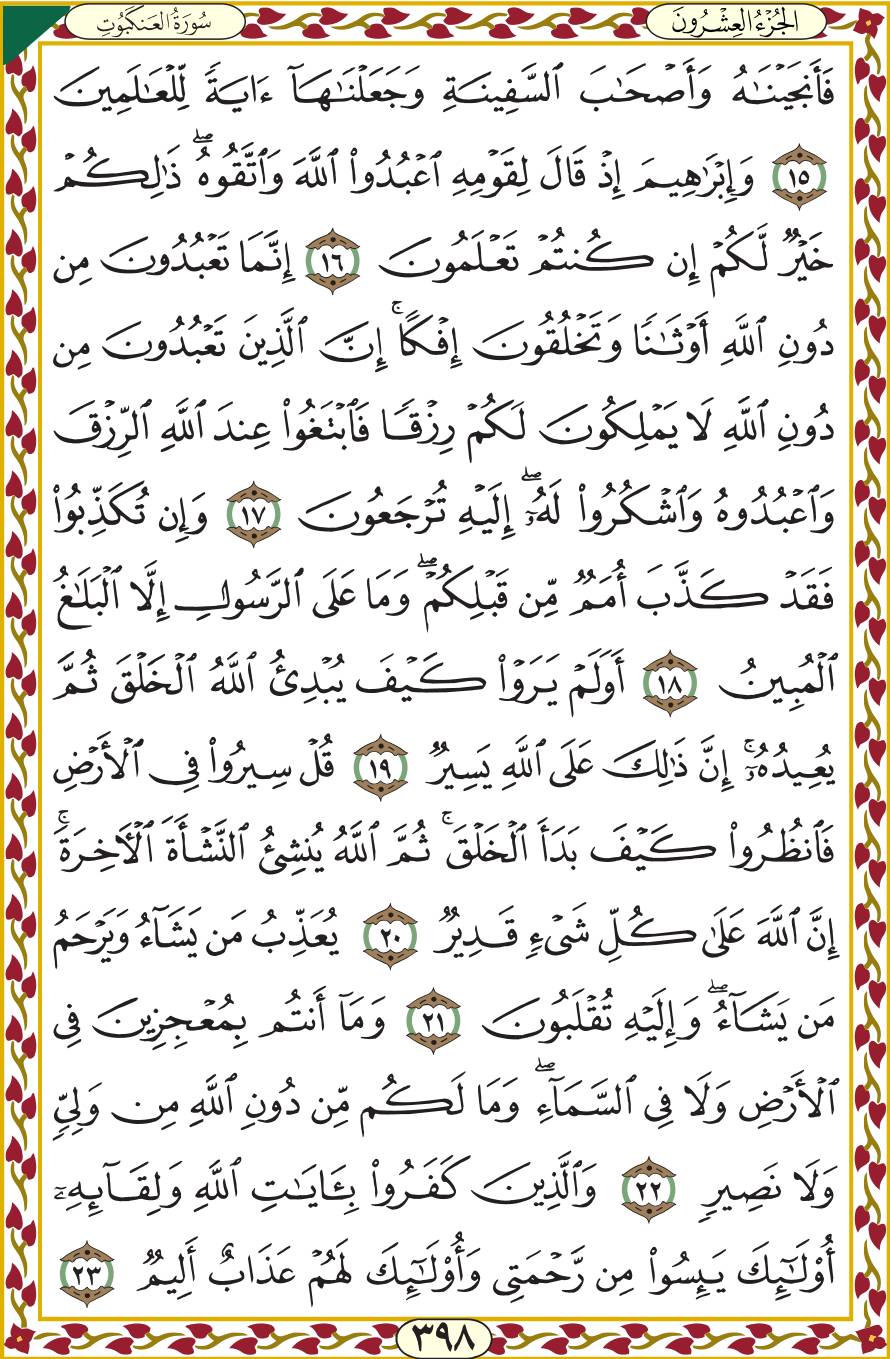 الجُزْءُ العِشْرُونَ
سُورَةُ العَنكَبُوتِ
فَأَنجَيْنَٰهُ وَأَصْحَٰبَ ٱلسَّفِينَةِ وَجَعَلْنَٰهَآ ءَايَةً لِّلْعَٰلَمِينَ
١٥ وَإِبْرَٰهِيمَ إِذْ قَالَ لِقَوْمِهِ ٱعْبُدُوا۟ ٱللَّهَ وَٱتَّقُوهُ ۖ ذَٰلِكُمْ
خَيْرٌ لَّكُمْ إِن كُنتُمْ تَعْلَمُونَ ١٦ إِنَّمَا تَعْبُدُونَ مِن
دُونِ ٱللَّهِ أَوْثَٰنًا وَتَخْلُقُونَ إِفْكًا ۚ إِنَّ ٱلَّذِينَ تَعْبُدُونَ مِن
دُونِ ٱللَّهِ لَا يَمْلِكُونَ لَكُمْ رِزْقًا فَٱبْتَغُوا۟ عِندَ ٱللَّهِ ٱلرِّزْقَ
وَٱعْبُدُوهُ وَٱشْكُرُوا۟ لَهُۥٓ ۖ إِلَيْهِ تُرْجَعُونَ ١٧ وَإِن تُكَذِّبُوا۟
فَقَدْ كَذَّبَ أُمَمٌ مِّن قَبْلِكُمْ ۖ وَمَا عَلَى ٱلرَّسُولِ إِلَّا ٱلْبَلَٰغُ
ٱلْمُبِينُ ١٨ أَوَلَمْ يَرَوْا۟ كَيْفَ يُبْدِئُ ٱللَّهُ ٱلْخَلْقَ ثُمَّ
يُعِيدُهُۥٓ ۚ إِنَّ ذَٰلِكَ عَلَى ٱللَّهِ يَسِيرٌ ١٩ قُلْ سِيرُوا۟ فِى ٱلْأَرْضِ
فَٱنظُرُوا۟ كَيْفَ بَدَأَ ٱلْخَلْقَ ۚ ثُمَّ ٱللَّهُ يُنشِئُ ٱلنَّشْأَةَ ٱلْأَخِرَةَ ۚ
إِنَّ ٱللَّهَ عَلَىٰ كُلِّ شَىْءٍ قَدِيرٌ ٢٠ يُعَذِّبُ مَن يَشَآءُ وَيَرْحَمُ
مَن يَشَآءُ ۖ وَإِلَيْهِ تُقْلَبُونَ ٢١ وَمَآ أَنتُم بِمُعْجِزِينَ فِى
ٱلْأَرْضِ وَلَا فِى ٱلسَّمَآءِ ۖ وَمَا لَكُم مِّن دُونِ ٱللَّهِ مِن وَلِىٍّ
وَلَا نَصِيرٍ ٢٢ وَٱلَّذِينَ كَفَرُوا۟ بِـَٔايَٰتِ ٱللَّهِ وَلِقَآئِهِۦٓ
أُو۟لَٰٓئِكَ يَئِسُوا۟ مِن رَّحْمَتِى وَأُو۟لَٰٓئِكَ لَهُمْ عَذَابٌ أَلِيمٌ ٢٣
٣٩٨